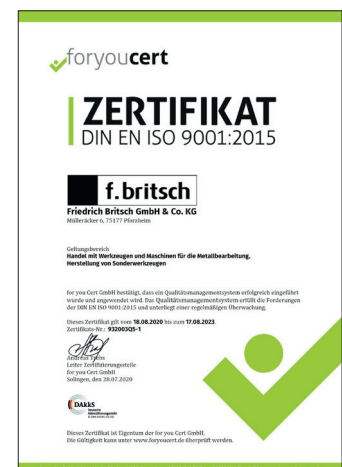 foryoucert
ZERTIFIKAT
DIN EN ISO 9001:2015
f.britsch
Friedrich Britsch GmbH & Co. KG
Mülleräcker 6, 75177 Pforzheim
Geltungsbereich
Handel mit Werkzeugen und Maschinen für die Metallbearbeitung,
Herstellung von Sonderwerkzeugen
for you Cert GmbH bestätigt, dass ein Qualitätsmanagementsystem erfolgreich eingeführt
wurde und angewendet wird. Das Qualitätsmanagementsystem erfüllt die Forderungen
der DIN EN ISO 9001:2015 und unterliegt einer regelmäßigen Überwachung.
Dieses Zertifikat gilt vom 18.08.2020 bis zum 17.08.2023.
Zertifikats-Nr.: 932003Q5-1
Andreas
Leiter Zertifizierungsstelle
for you Cert GmbH
Solingen, den 28.07.2020
DAkkS
Deutsche
Akkreditierungsstelle
Dieses Zertifikat ist Eigentum der for you Cert GmbH.
Die Gültigkeit kann unter www.foryoucert.de überprüft werden.